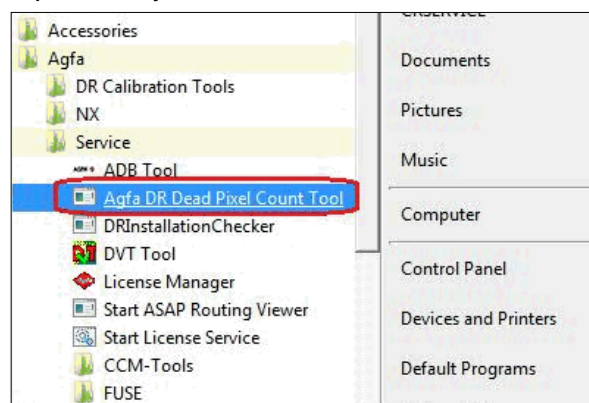 Accessories
Agfa
DR Calibration Tools
NX
Service
ADB Tool
Agfa DR Dead Pixel Count Tool
DRInstallationChecker
DVT Tool
License Manager
Start ASAP Routing Viewer
Start License Service
CCM-Tools
FUSE
Documents
Pictures
Music
Computer
Control Panel
Devices and Printers
Default Programs